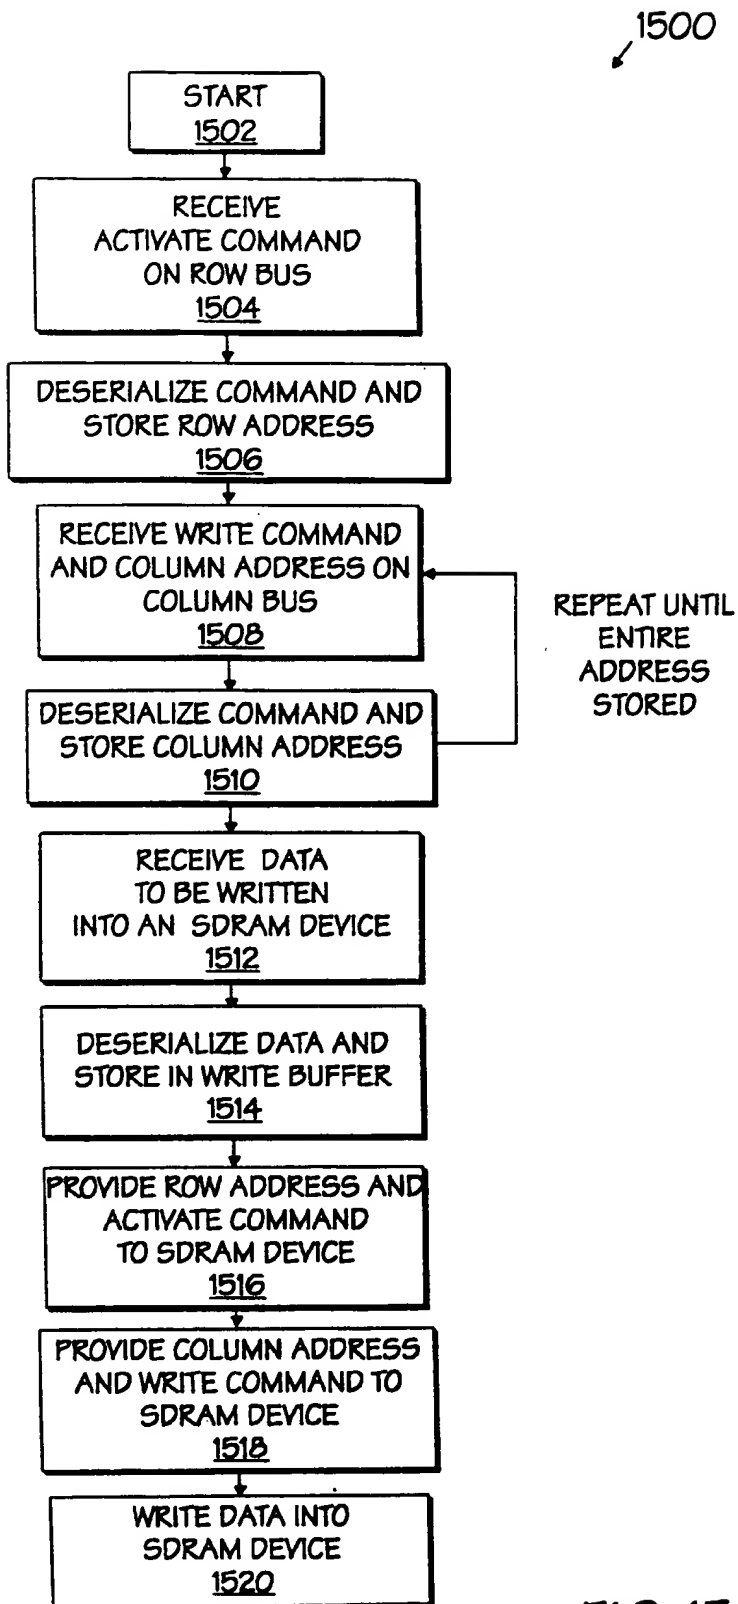 1500
START
1502
RECEIVE
ACTIVATE COMMAND
ON ROW BUS
1504
DESERIALIZE COMMAND AND
STORE ROW ADDRESS
1506
RECEIVE WRITE COMMAND
AND COLUMN ADDRESS ON
COLUMN BUS
1508
REPEAT UNTIL
ENTIRE
ADDRESS
STORED
DESERIALIZE COMMAND AND
STORE COLUMN ADDRESS
1510
RECEIVE DATA
TO BE WRITTEN
INTO AN SDRAM DEVICE
1512
DESERIALIZE DATA AND
STORE IN WRITE BUFFER
1514
PROVIDE ROW ADDRESS AND
ACTIVATE COMMAND
TO SDRAM DEVICE
1516
PROVIDE COLUMN ADDRESS
AND WRITE COMMAND TO
SDRAM DEVICE
1518
WRITE DATA INTO
SDRAM DEVICE
1520